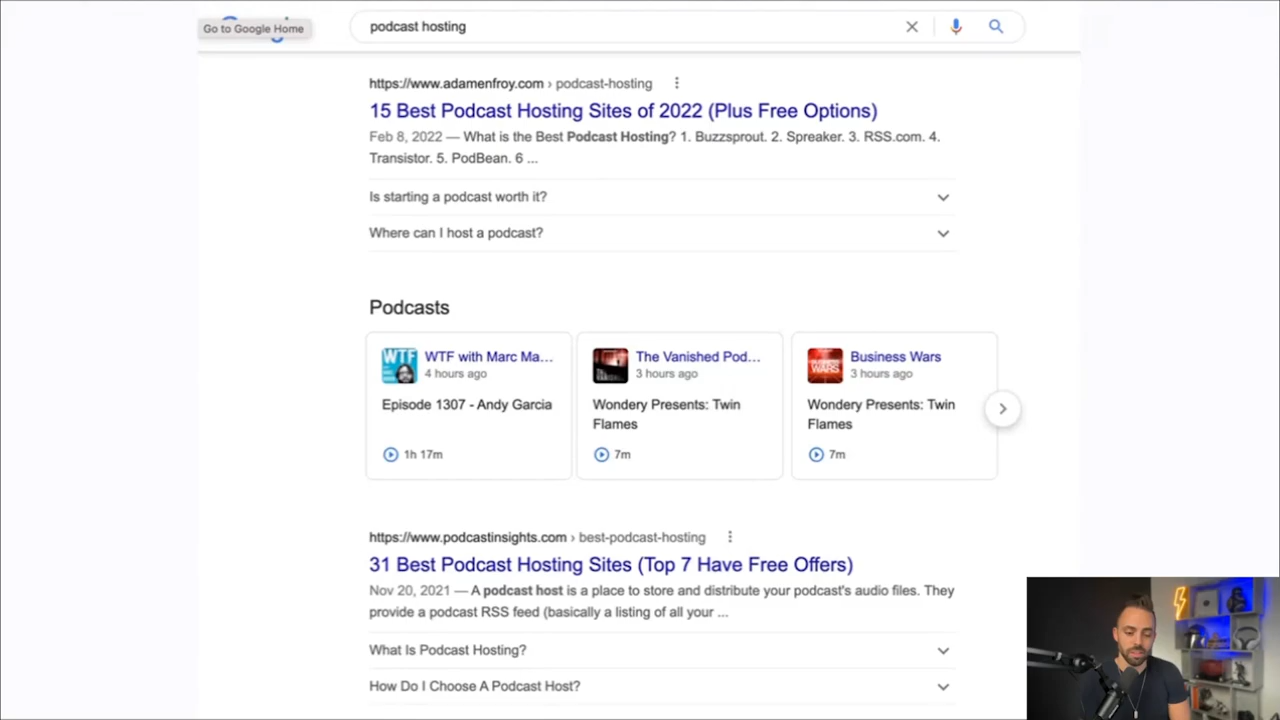 Go to Google Home
podcast hosting
https://www.adamenfroy.com › podcast-hosting
15 Best Podcast Hosting Sites of 2022 (Plus Free Options)
Feb 8, 2022 — What is the Best Podcast Hosting? 1. Buzzsprout. 2. Spreaker. 3. RSS.com. 4.
Transistor. 5. PodBean. 6 ...
Is starting a podcast worth it?
Where can I host a podcast?
Podcasts
WTF
WTF with Marc Ma...
4 hours ago
Episode 1307 - Andy Garcia
1h 17m
The Vanished Pod...
3 hours ago
Wondery Presents: Twin
Flames
7m
BUSINESS
WARS
Business Wars
3 hours ago
Wondery Presents: Twin
Flames
7m
https://www.podcastinsights.com › best-podcast-hosting
31 Best Podcast Hosting Sites (Top 7 Have Free Offers)
Nov 20, 2021 — A podcast host is a place to store and distribute your podcast's audio files. They
provide a podcast RSS feed (basically a listing of all your ...
What Is Podcast Hosting?
How Do I Choose A Podcast Host?